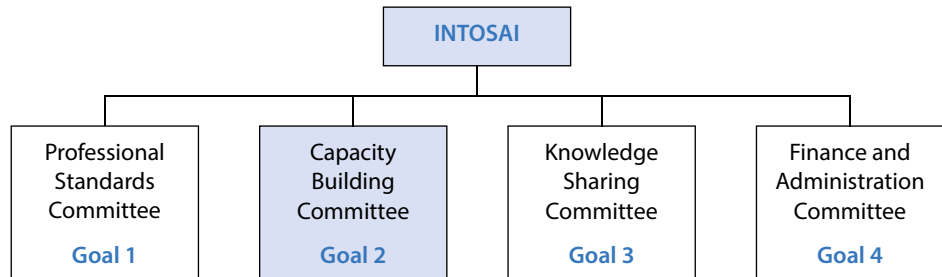 INTOSAI
Professional
Standards
Committee
Goal 1
Capacity
Building
Committee
Goal 2
Knowledge
Sharing
Committee
Goal 3
Finance and
Administration
Committee
Goal 4